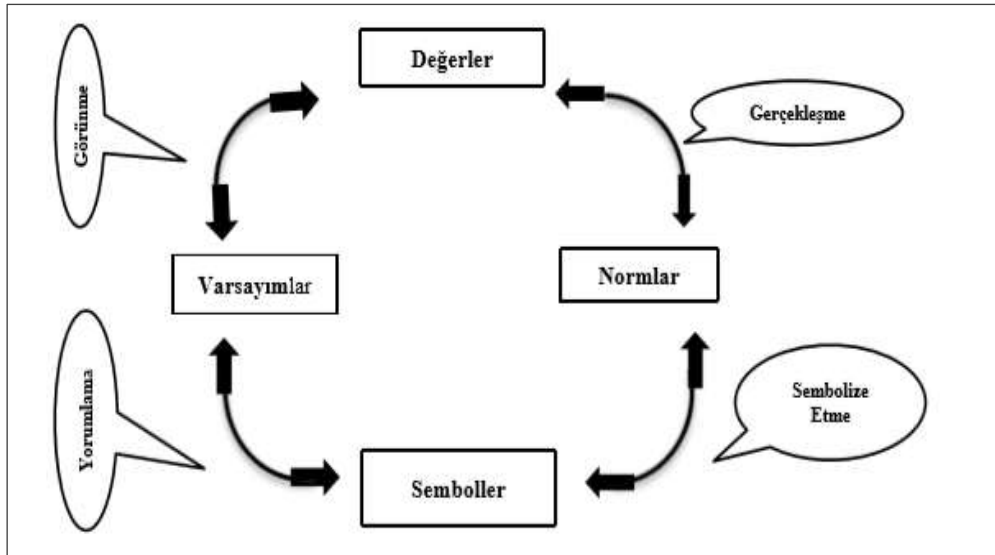 Değerler
Görünme
Gerçekleşme
Varsayımlar
Normlar
Yorumlama
Sembolize
Etme
Semboller